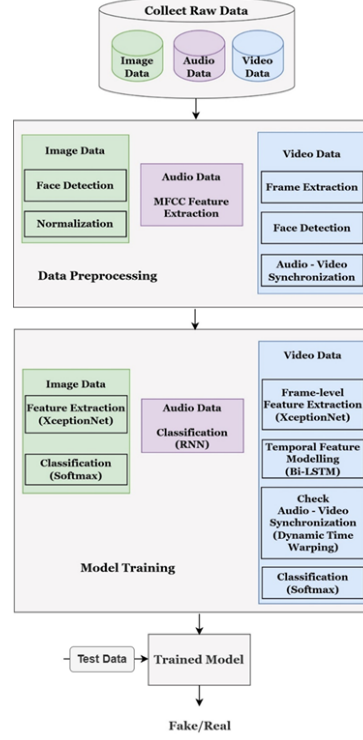 Collect Raw Data
Image
Data
Audio
Data
Video
Data
Image Data
Face Detection
Normalization
Audio Data
MFCC Feature
Extraction
Video Data
Frame Extraction
Face Detection
Audio - Video
Synchronization
Data Preprocessing
Image Data
Feature Extraction
(XceptionNet)
Classification
(Softmax)
Audio Data
Classification
(RNN)
Video Data
Frame-level
Feature Extraction
(XceptionNet)
Temporal Feature
Modelling
(Bi-LSTM)
Check
Audio - Video
Synchronization
(Dynamic Time
Warping)
Classification
(Softmax)
Model Training
Test Data
Trained Model
Fake/Real